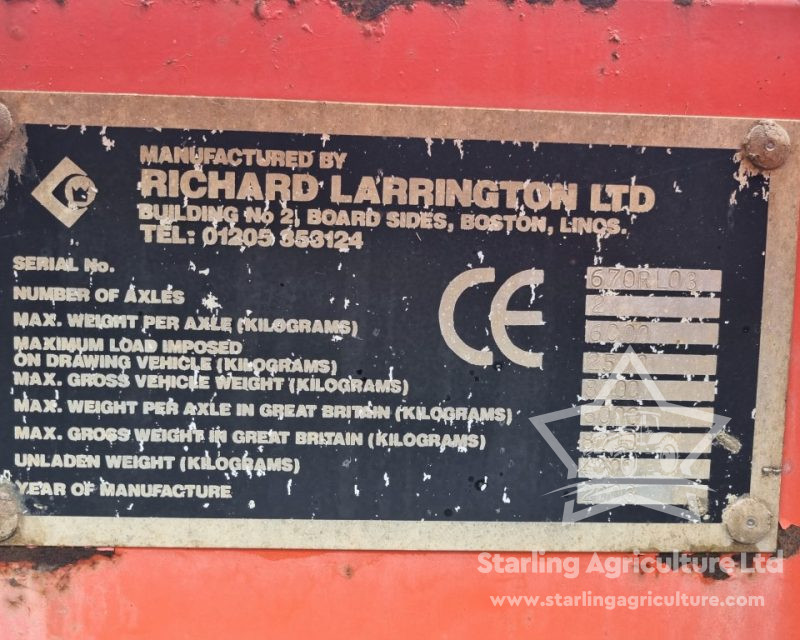 MANUFACTURED BY
RICHARD LARRINGTON LTD
BUILDING No 2, BOARD SIDES, BOSTON, LINCS.
TEL: 01205 353124
SERIAL No. 670RL03
NUMBER OF AXLES 2
MAX. WEIGHT PER AXLE (KILOGRAMS) 6000
MAXIMUM LOAD IMPOSED
ON DRAWING VEHICLE (KILOGRAMS)
MAX. GROSS VEHICLE WEIGHT (KILOGRAMS)
MAX. WEIGHT PER AXLE IN GREAT BRITAIN (KILOGRAMS)
MAX. GROSS WEIGHT IN GREAT BRITAIN (KILOGRAMS)
UNLADEN WEIGHT (KILOGRAMS)
YEAR OF MANUFACTURE
CE
Starling Agriculture Ltd
www.starlingagriculture.com